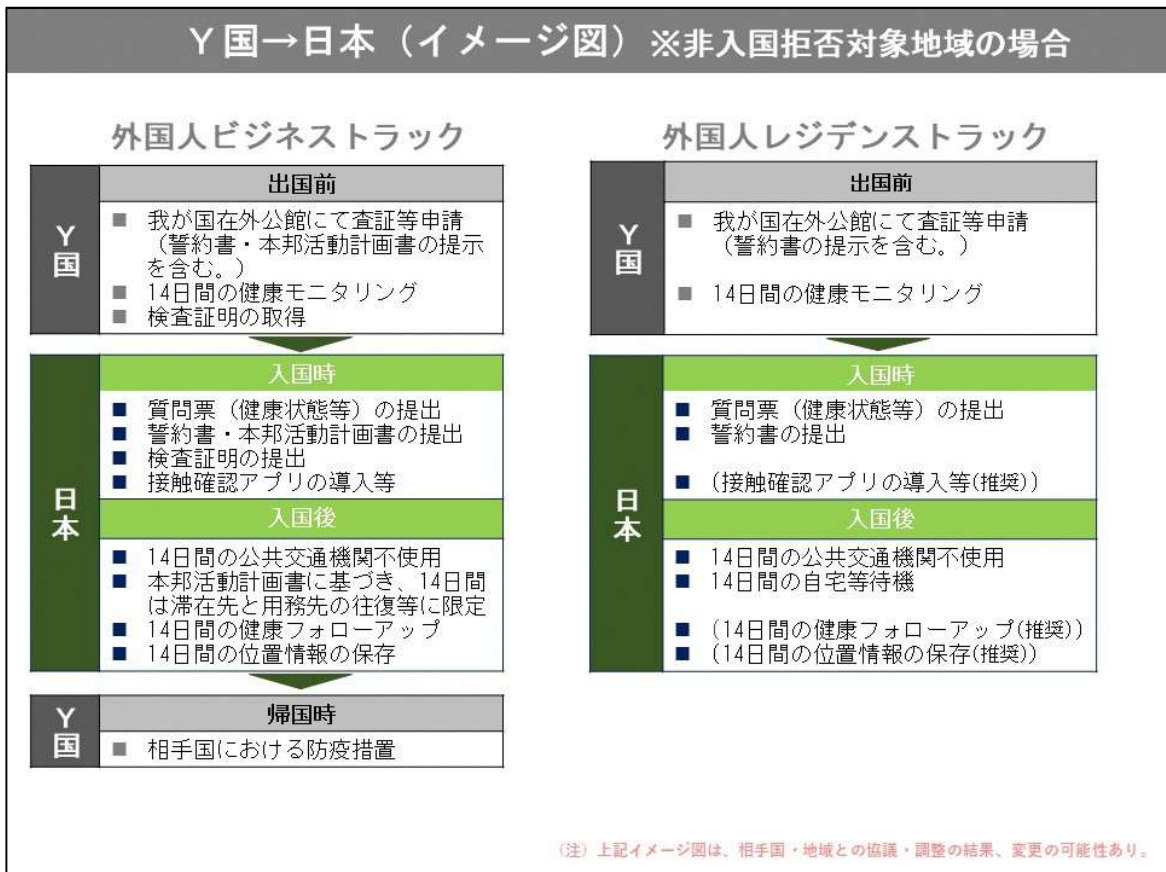 Y国→日本（イメージ図）※非入国拒否対象地域の場合
外国人ビジネストラック
Y国
出国前
■ 我が国在外公館にて査証等申請
（誓約書・本邦活動計画書の提示
を含む。）
■ 14日間の健康モニタリング
■ 検査証明の取得
日本
入国時
■ 質問票（健康状態等）の提出
■ 誓約書・本邦活動計画書の提出
■ 検査証明の提出
■ 接触確認アプリの導入等
入国後
■ 14日間の公共交通機関不使用
■ 本邦活動計画書に基づき、14日間
は滞在先と用務先の往復等に限定
■ 14日間の健康フォローアップ
■ 14日間の位置情報の保存
Y国
帰国時
■ 相手国における防疫措置
外国人レジデンストラック
Y国
出国前
■ 我が国在外公館にて査証等申請
（誓約書の提示を含む。）
■ 14日間の健康モニタリング
日本
入国時
■ 質問票（健康状態等）の提出
■ 誓約書の提出
■ (接触確認アプリの導入等(推奨))
入国後
■ 14日間の公共交通機関不使用
■ 14日間の自宅等待機
■ (14日間の健康フォローアップ(推奨))
■ (14日間の位置情報の保存(推奨))
（注）上記イメージ図は、相手国・地域との協議・調整の結果、変更の可能性あり。